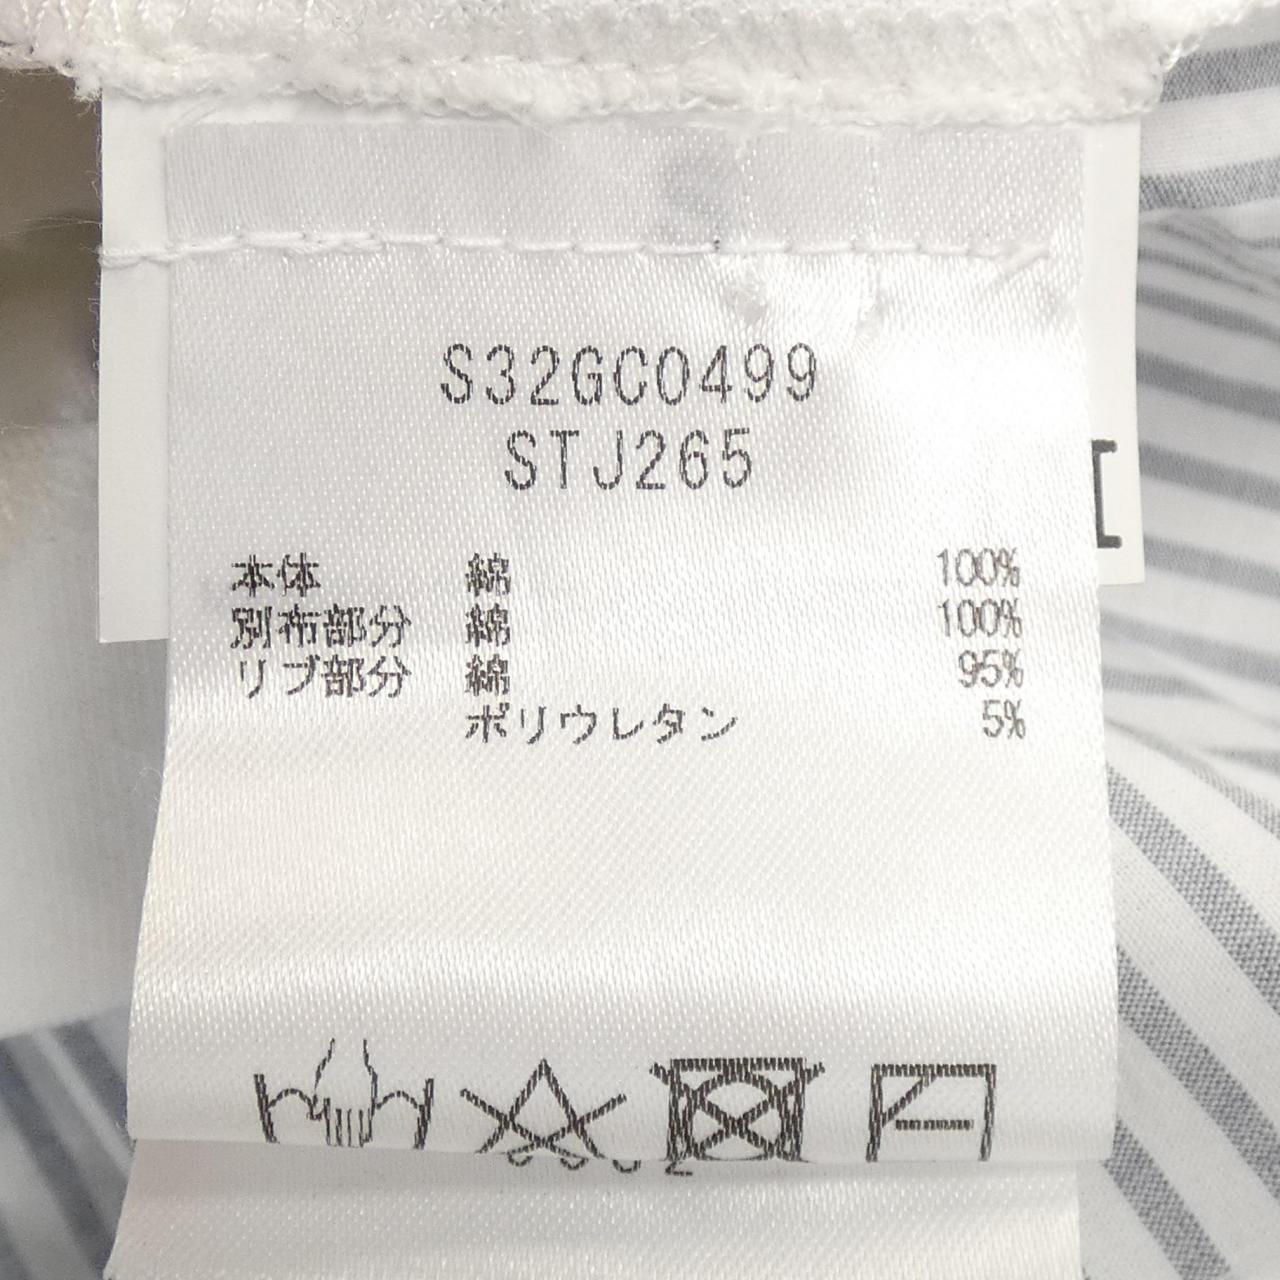 S32GC0499
STJ265
本体 綿 100%
別布部分 綿 100%
リブ部分 綿 95%
ポリウレタン 5%